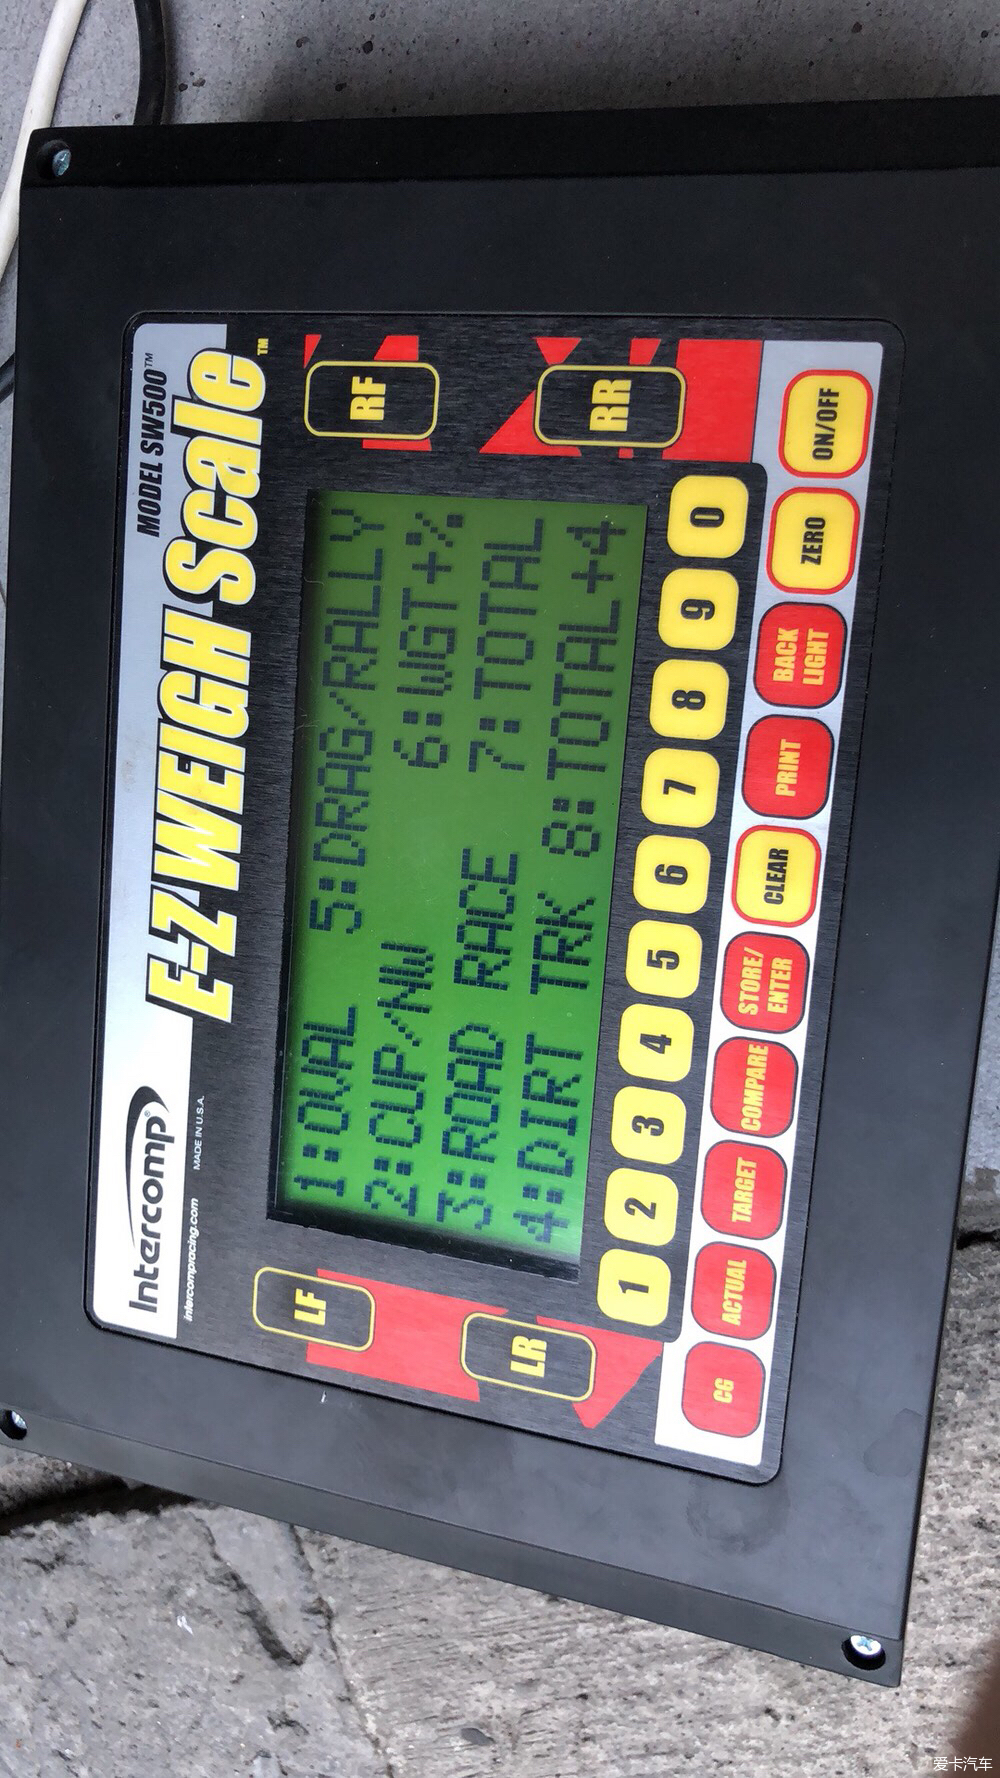 Intercomp®
MODEL SW500™
E-Z WEIGH Scale™
intercompracing.com
MADE IN U.S.A.
LF
RF
LR
RR
1:OVAL 5:DRAG/RALLY
2:CUP/NW 6:WGT+%
3:ROAD RACE 7:TOTAL
4:DIRT TRK 8:TOTAL+4
1 2 3 4 5 6 7 8 9 0
CG
ACTUAL
TARGET
COMPARE
STORE/
ENTER
CLEAR
PRINT
BACK
LIGHT
ZERO
ON/OFF
爱卡汽车